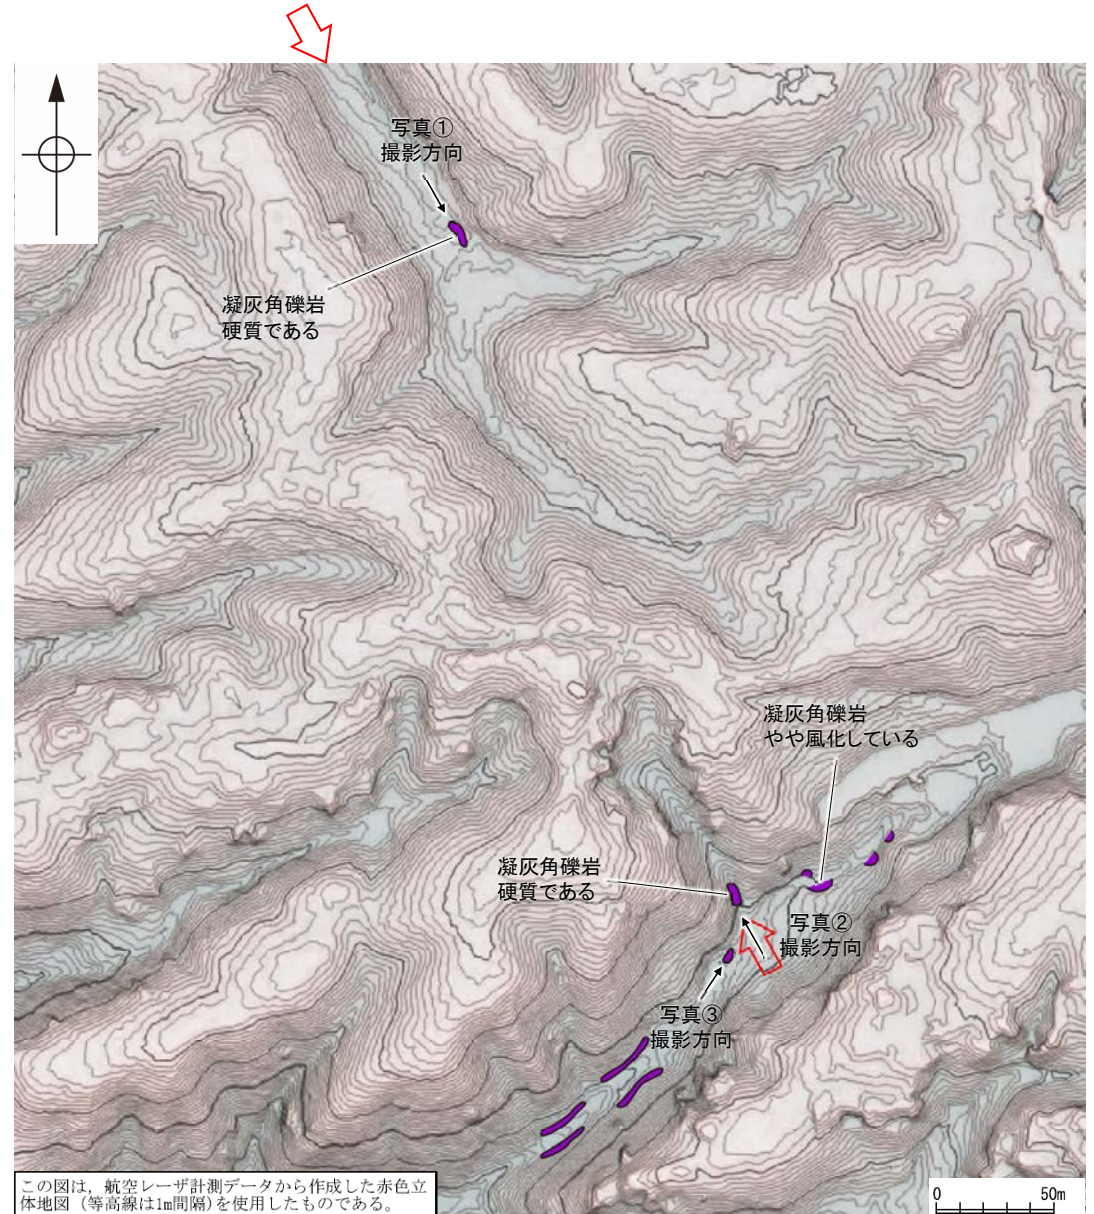 写真①
撮影方向
凝灰角礫岩
硬質である
凝灰角礫岩
やや風化している
凝灰角礫岩
硬質である
写真②
撮影方向
写真③
撮影方向
この図は，航空レーザ計測データから作成した赤色立
体地図（等高線は1m間隔)を使用したものである。
0 50m